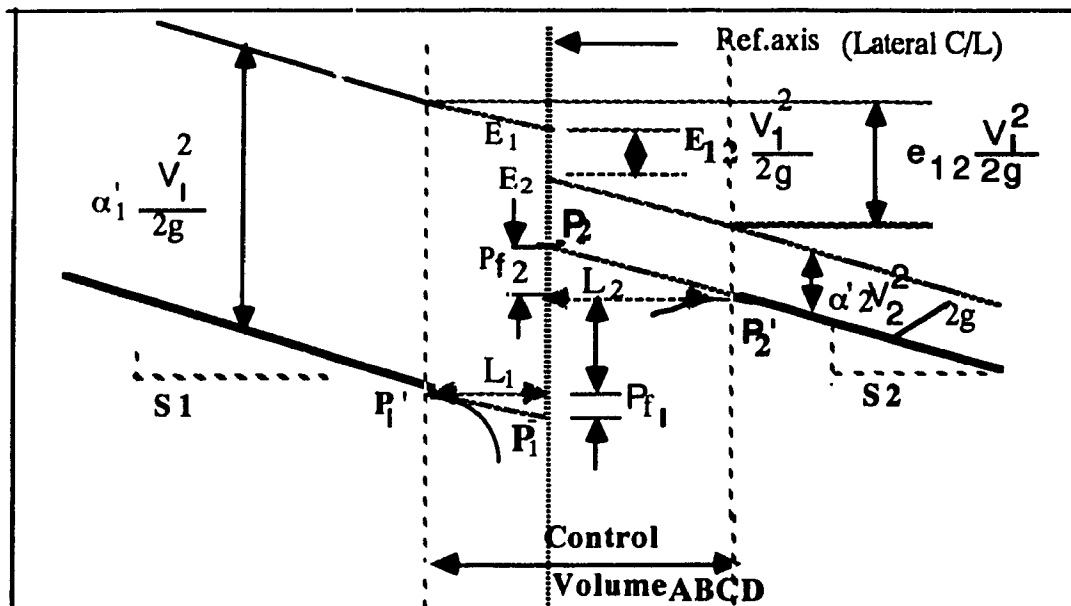 Ref.axis (Lateral C/L)
α'₁ V₁² / 2g
E₁
E₁₂ V₁² / 2g
e₁₂ V₁² / 2g
E₂
P₂
Pf₂
L₂
α'₂ V₂² / 2g
P₂'
S1
P₁'
L₁
P₁
Pf₁
S2
Control
Volume ABCD